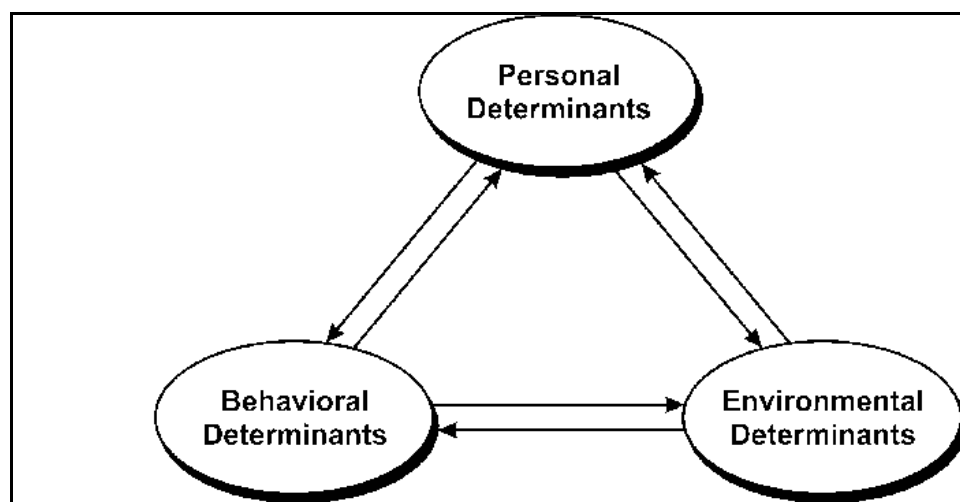 Personal
Determinants
Behavioral
Determinants
Environmental
Determinants